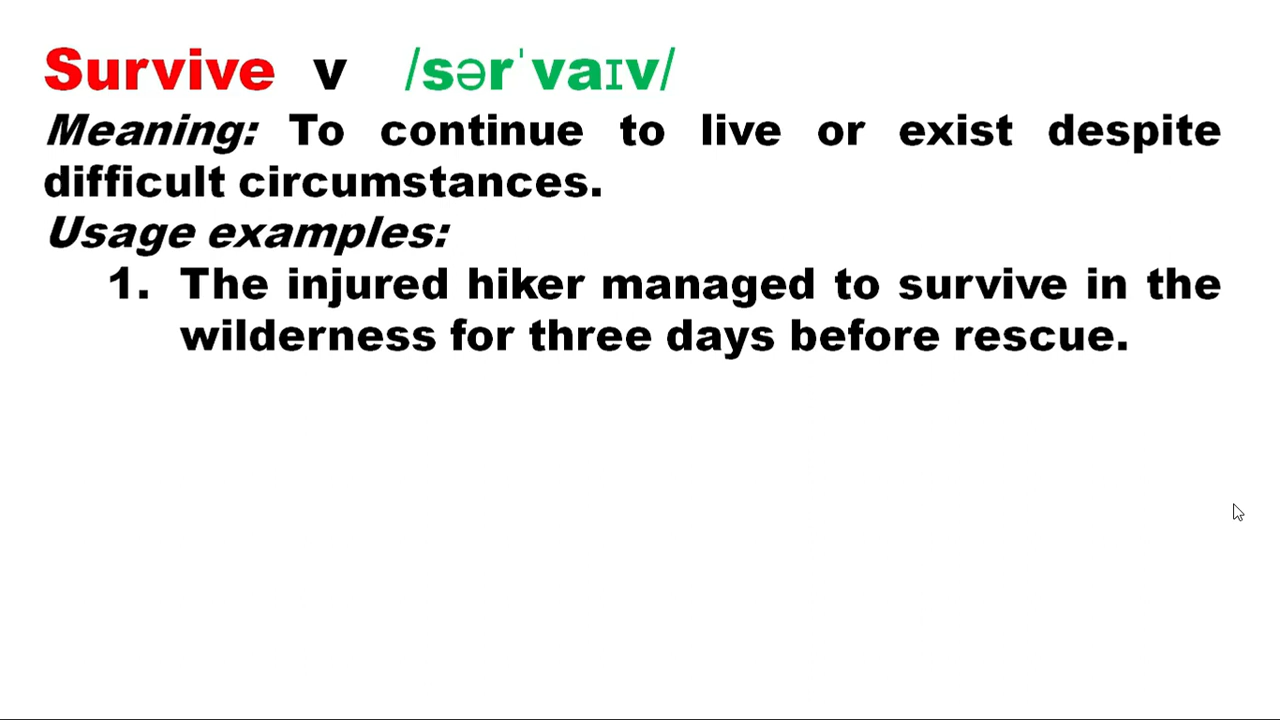 Survive v /sərˈvaɪv/
Meaning: To continue to live or exist despite
difficult circumstances.
Usage examples:
1. The injured hiker managed to survive in the
wilderness for three days before rescue.